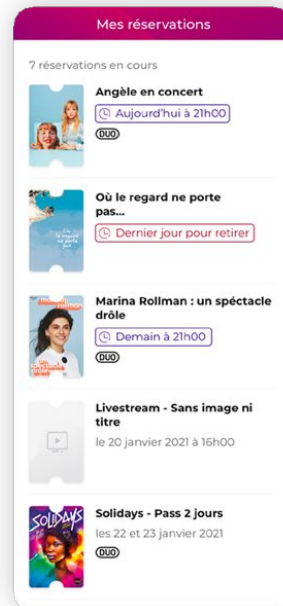 Mes réservations
7 réservations en cours
Angèle en concert
Aujourd'hui à 21h00
DUO
Où le regard ne porte
pas...
Dernier jour pour retirer
Marina Rollman : un spéctacle
drôle
Demain à 21h00
DUO
Livestream - Sans image ni
titre
le 20 janvier 2021 à 16h00
SOLIDAYS
Solidays - Pass 2 jours
les 22 et 23 janvier 2021
DUO